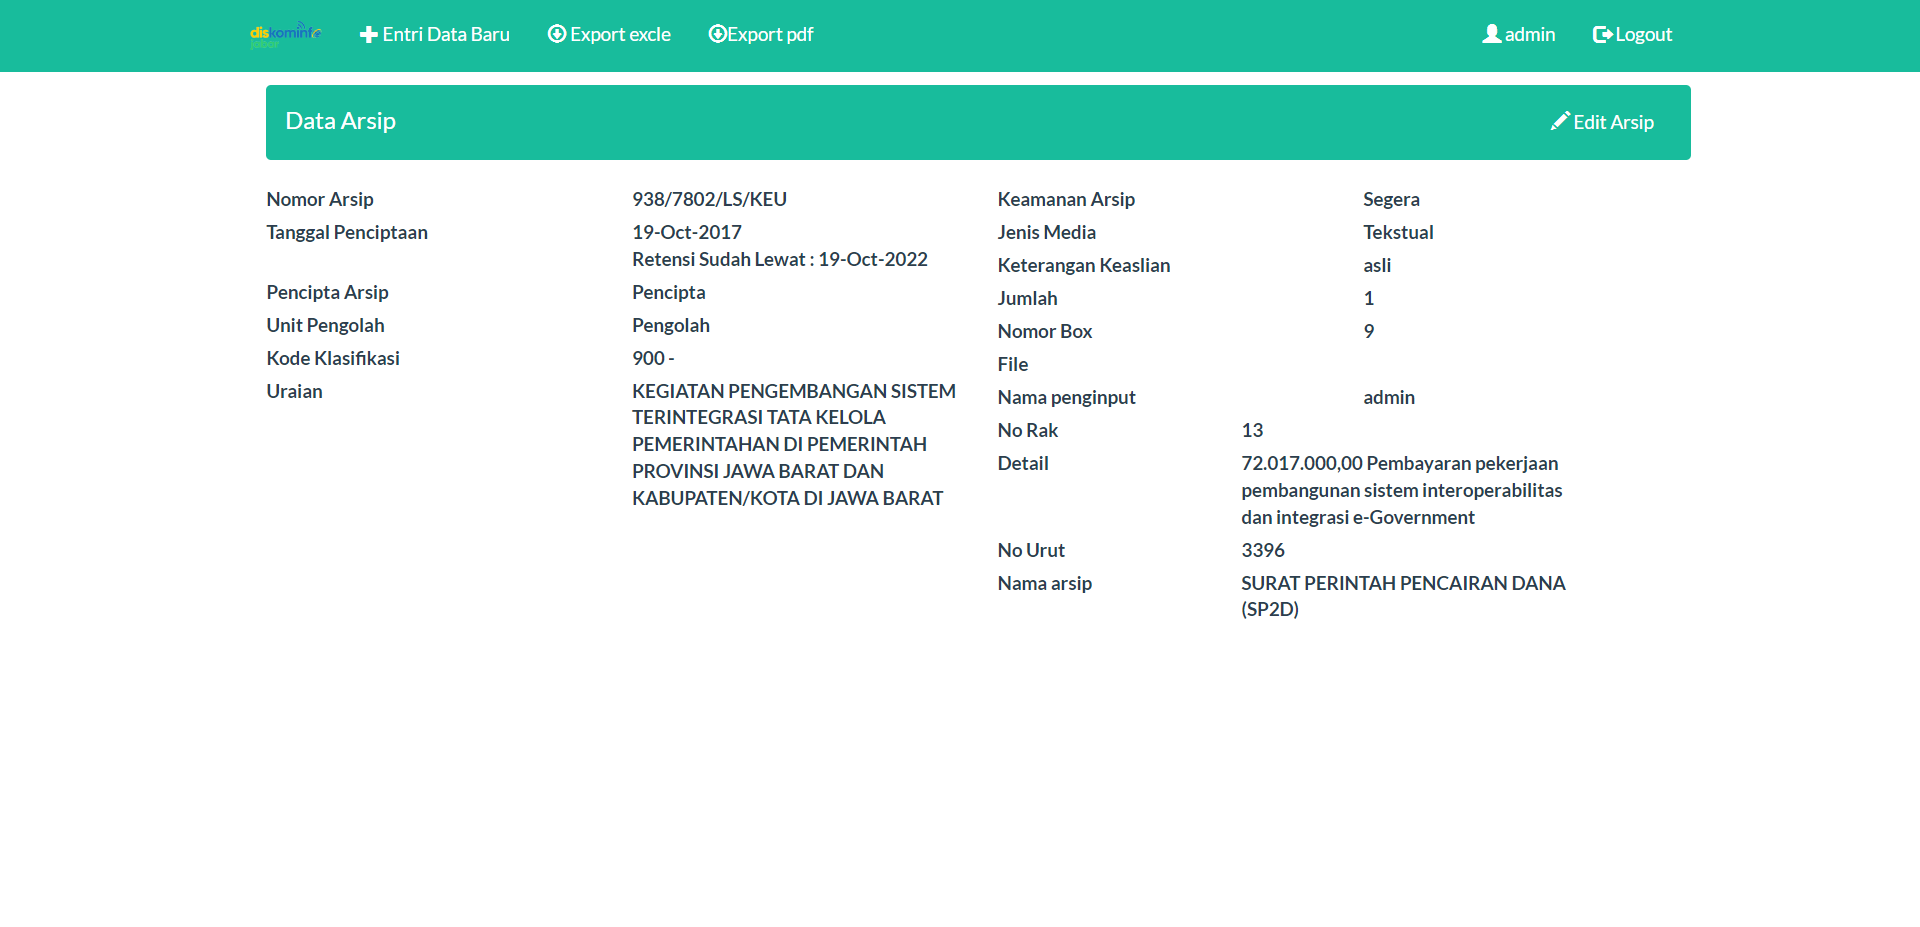 diskominfo
jabar
Entri Data Baru
Export excle
Export pdf
admin
Logout
Data Arsip
Edit Arsip
Nomor Arsip 938/7802/LS/KEU
Tanggal Penciptaan 19-Oct-2017
Retensi Sudah Lewat : 19-Oct-2022
Pencipta Arsip Pencipta
Unit Pengolah Pengolah
Kode Klasifikasi 900 -
Uraian KEGIATAN PENGEMBANGAN SISTEM
TERINTEGRASI TATA KELOLA
PEMERINTAHAN DI PEMERINTAH
PROVINSI JAWA BARAT DAN
KABUPATEN/KOTA DI JAWA BARAT
Keamanan Arsip Segera
Jenis Media Tekstual
Keterangan Keaslian asli
Jumlah 1
Nomor Box 9
File
Nama penginput admin
No Rak 13
Detail 72.017.000,00 Pembayaran pekerjaan
pembangunan sistem interoperabilitas
dan integrasi e-Government
No Urut 3396
Nama arsip SURAT PERINTAH PENCAIRAN DANA
(SP2D)